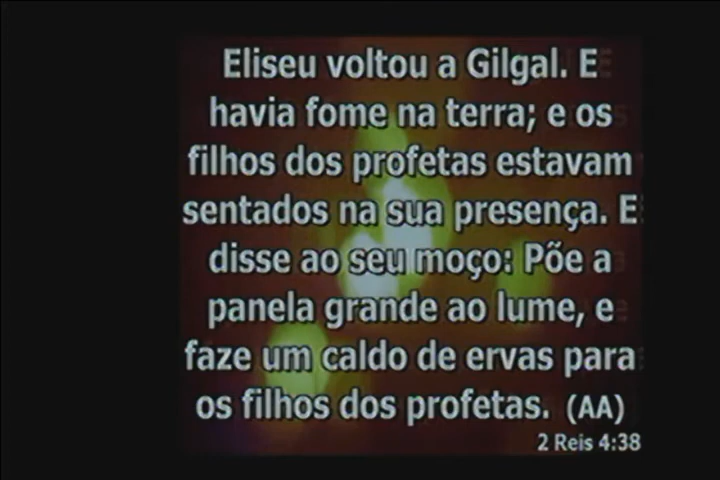 Eliseu voltou a Gilgal. E
havia fome na terra; e os
filhos dos profetas estavam
sentados na sua presença. E
disse ao seu moço: Põe a
panela grande ao lume, e
faze um caldo de ervas para
os filhos dos profetas. (AA)
2 Reis 4:38